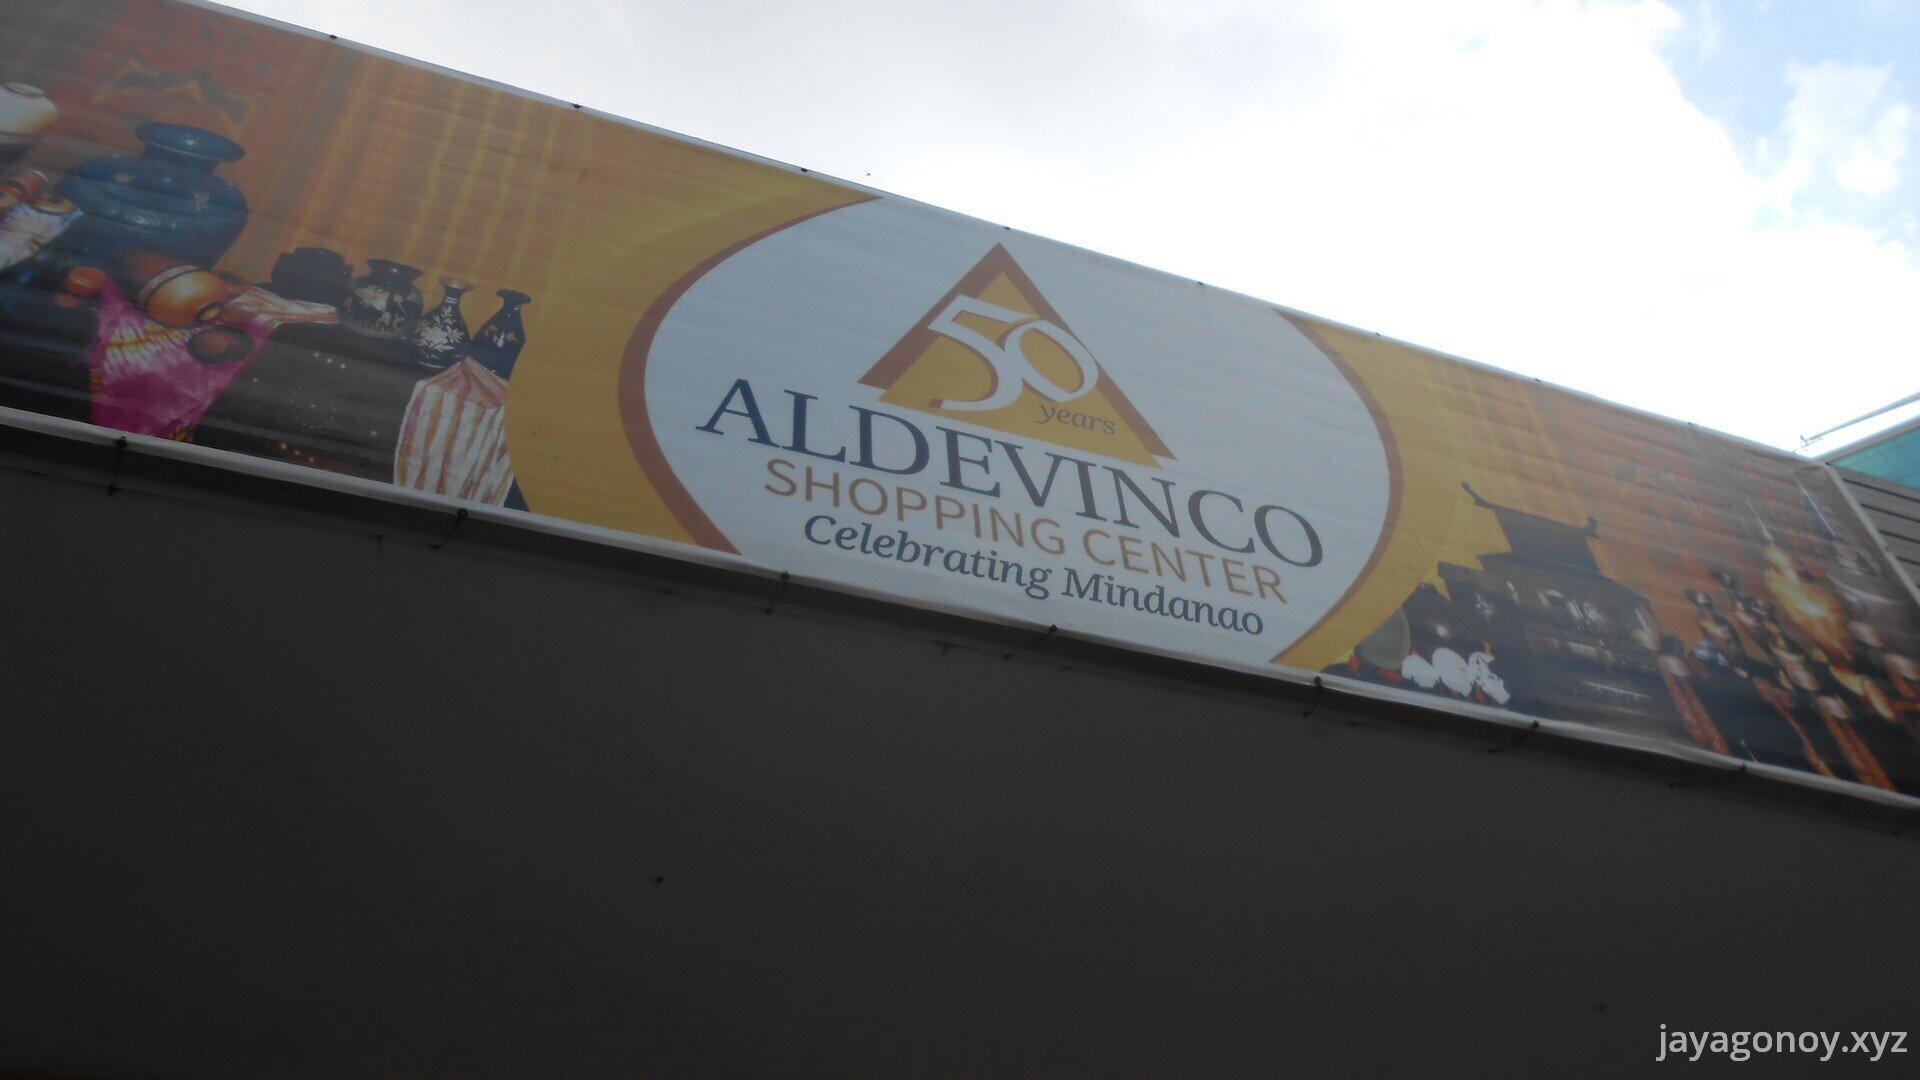 50
years
ALDEVINCO
SHOPPING CENTER
Celebrating Mindanao
jayagonoy.xyz